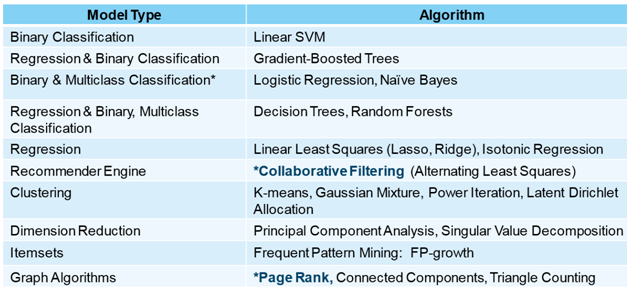 Model Type Algorithm
Binary Classification Linear SVM
Regression & Binary Classification Gradient-Boosted Trees
Binary & Multiclass Classification* Logistic Regression, Naïve Bayes
Regression & Binary, Multiclass Decision Trees, Random Forests
Classification
Regression Linear Least Squares (Lasso, Ridge), Isotonic Regression
Recommender Engine *Collaborative Filtering (Alternating Least Squares)
Clustering K-means, Gaussian Mixture, Power Iteration, Latent Dirichlet
Allocation
Dimension Reduction Principal Component Analysis, Singular Value Decomposition
Itemsets Frequent Pattern Mining: FP-growth
Graph Algorithms *Page Rank, Connected Components, Triangle Counting